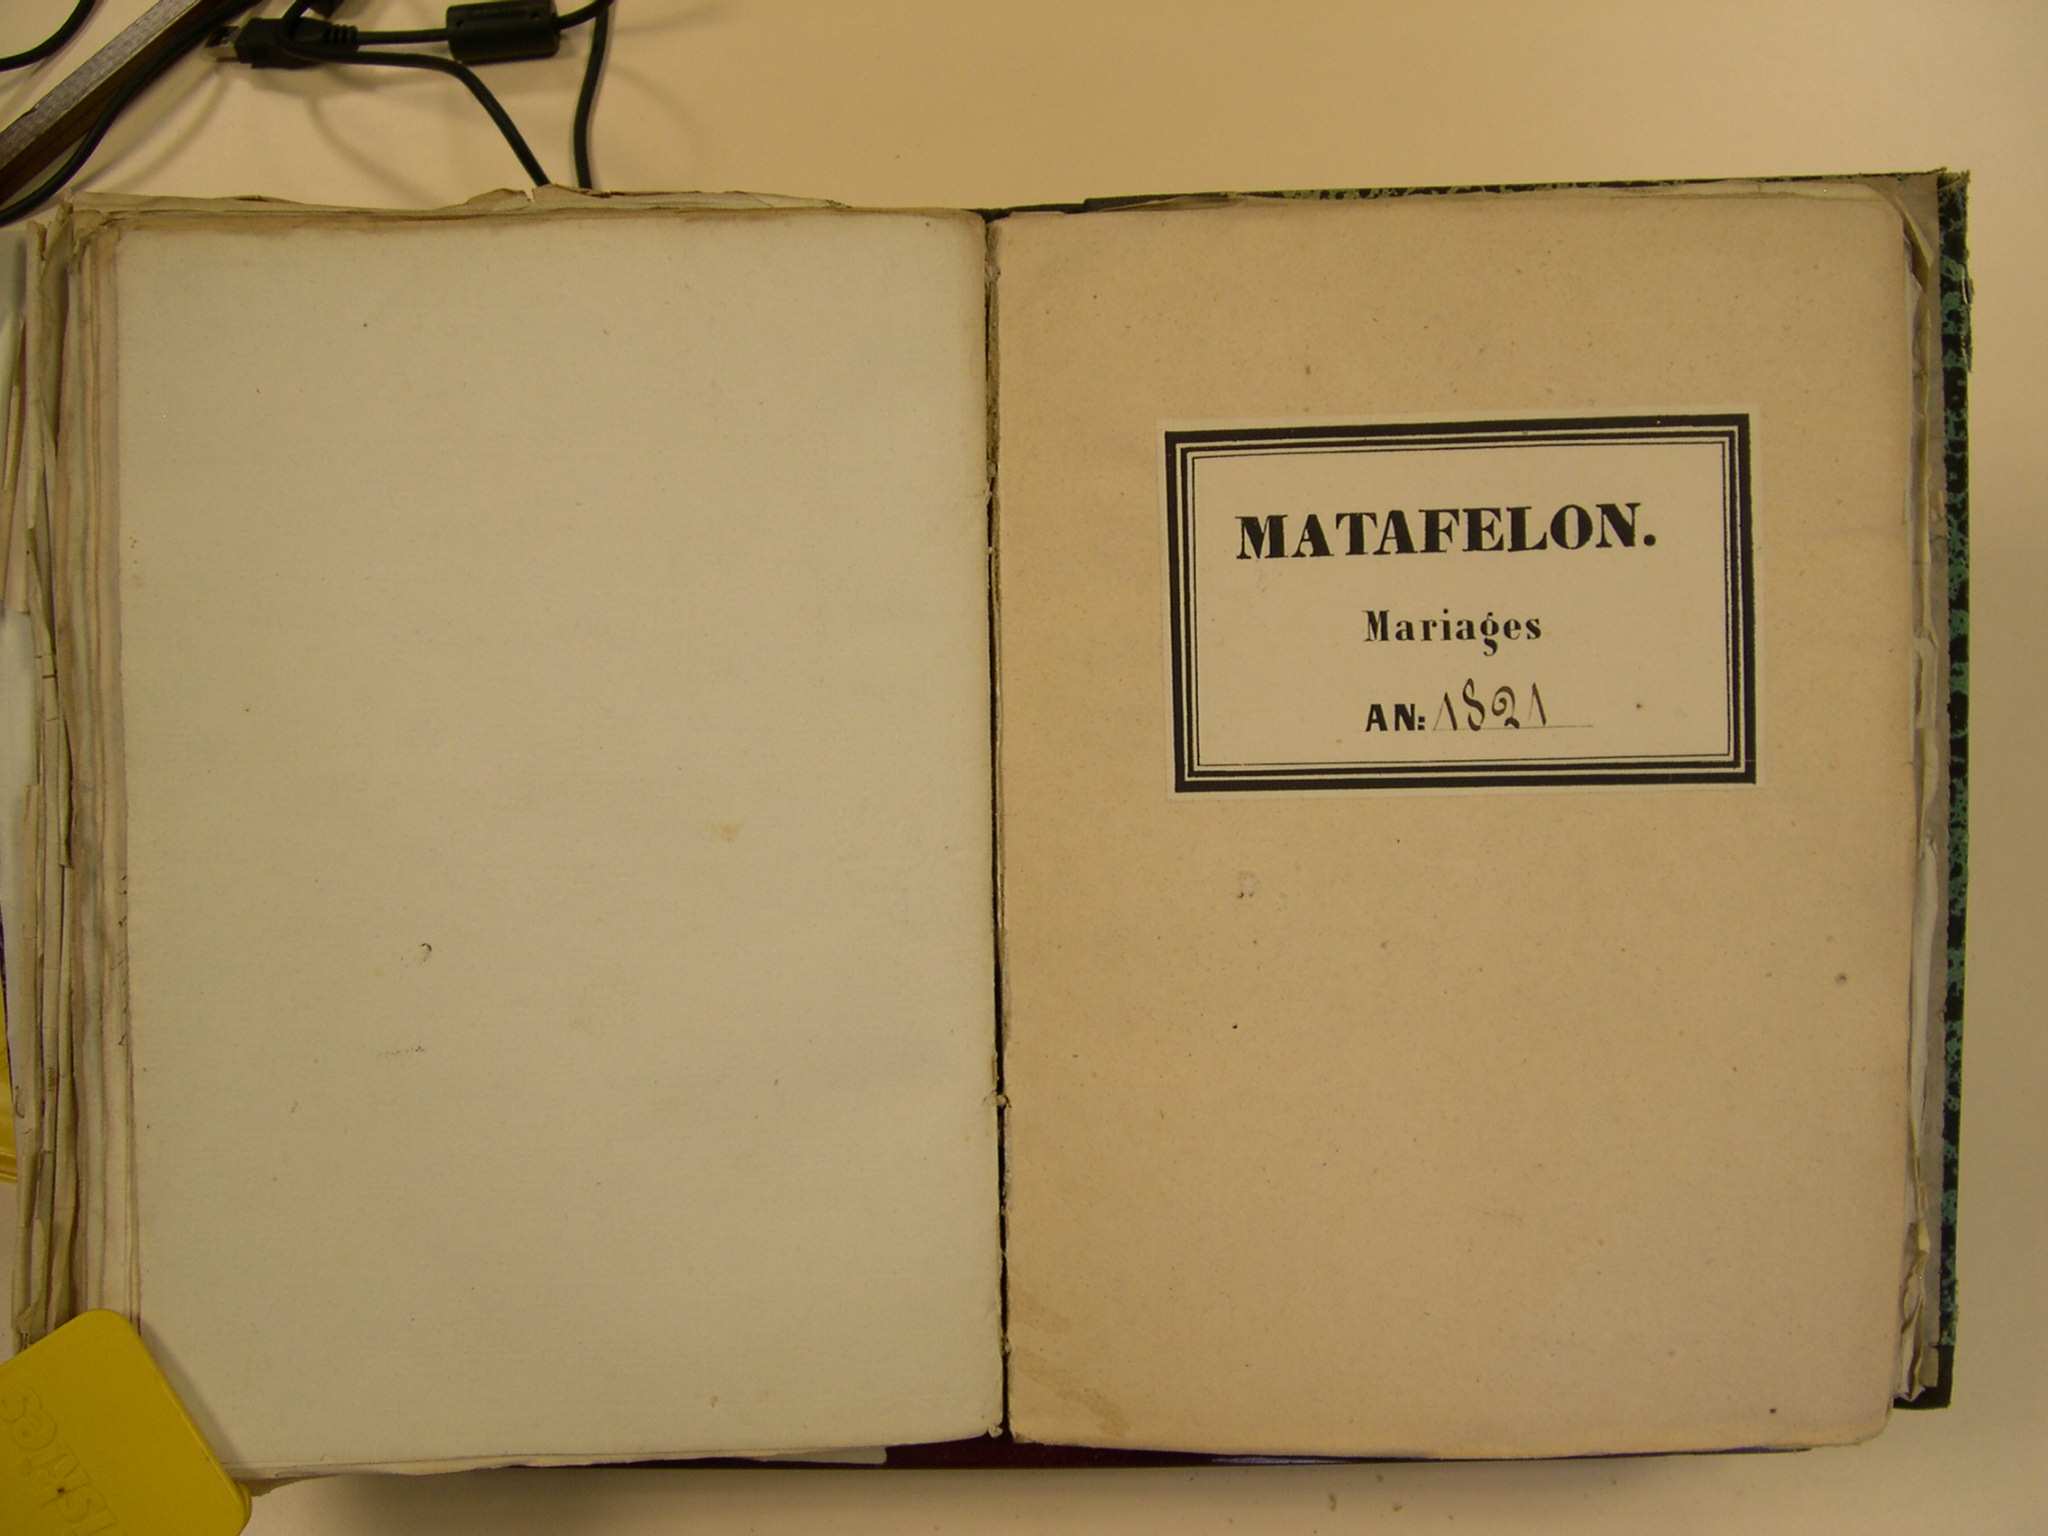 MATAFELON.
Mariages
AN: 1821